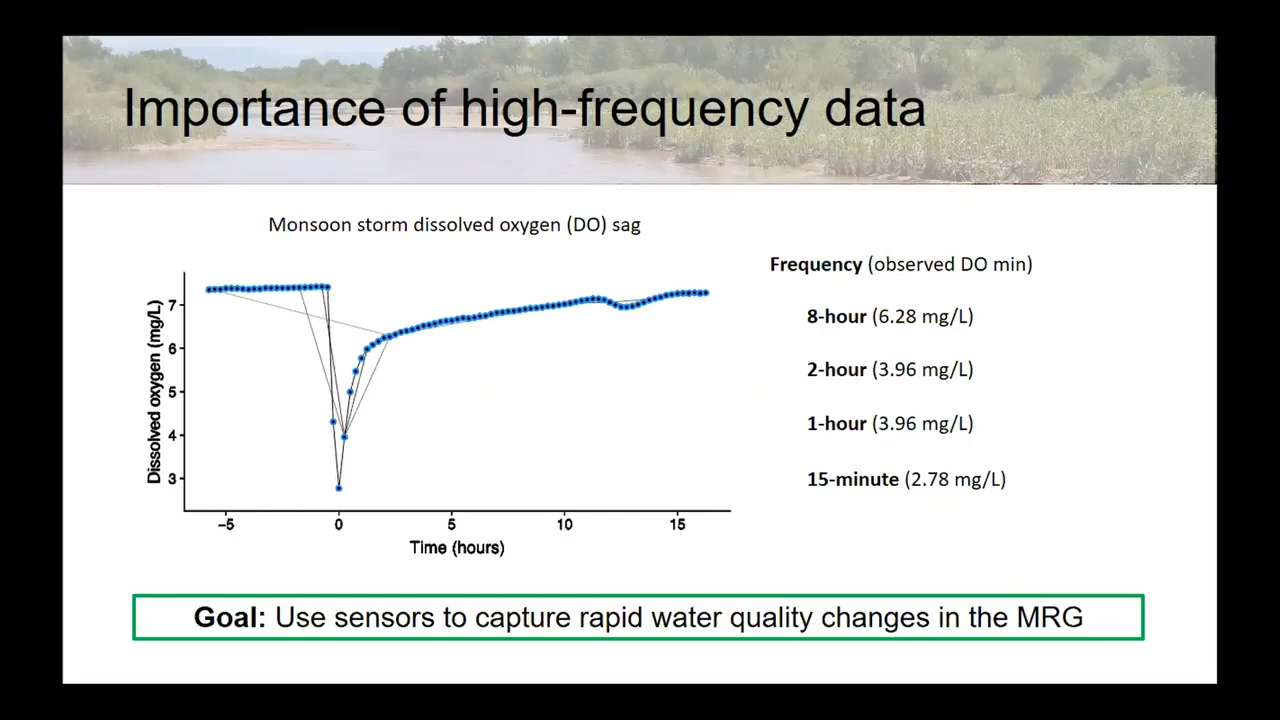 Importance of high-frequency data
Monsoon storm dissolved oxygen (DO) sag
Dissolved oxygen (mg/L)
7
6
5
4
3
−5 0 5 10 15
Time (hours)
Frequency (observed DO min)
8-hour (6.28 mg/L)
2-hour (3.96 mg/L)
1-hour (3.96 mg/L)
15-minute (2.78 mg/L)
Goal: Use sensors to capture rapid water quality changes in the MRG